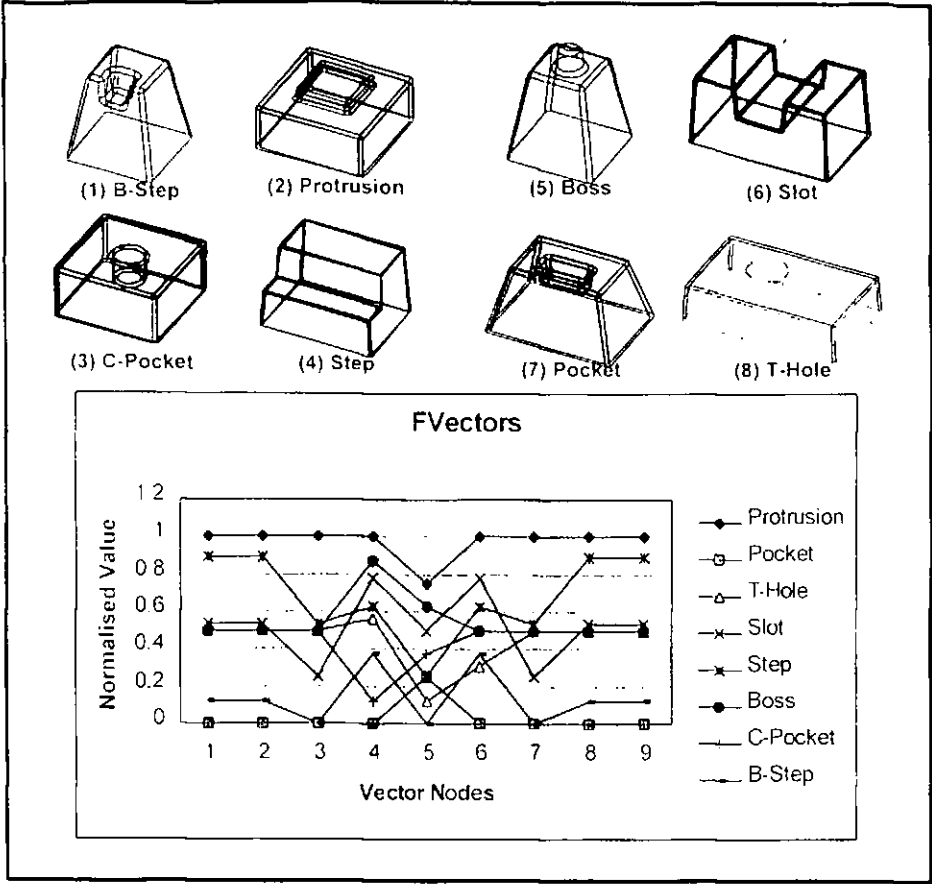 (1) B-Step
(2) Protrusion
(5) Boss
(6) Slot
(3) C-Pocket
(4) Step
(7) Pocket
(8) T-Hole
FVectors
Normalised Value
1 2
1
0 8
0 6
0 4
0 2
0
1 2 3 4 5 6 7 8 9
Vector Nodes
Protrusion
Pocket
T-Hole
Slot
Step
Boss
C-Pocket
B-Step